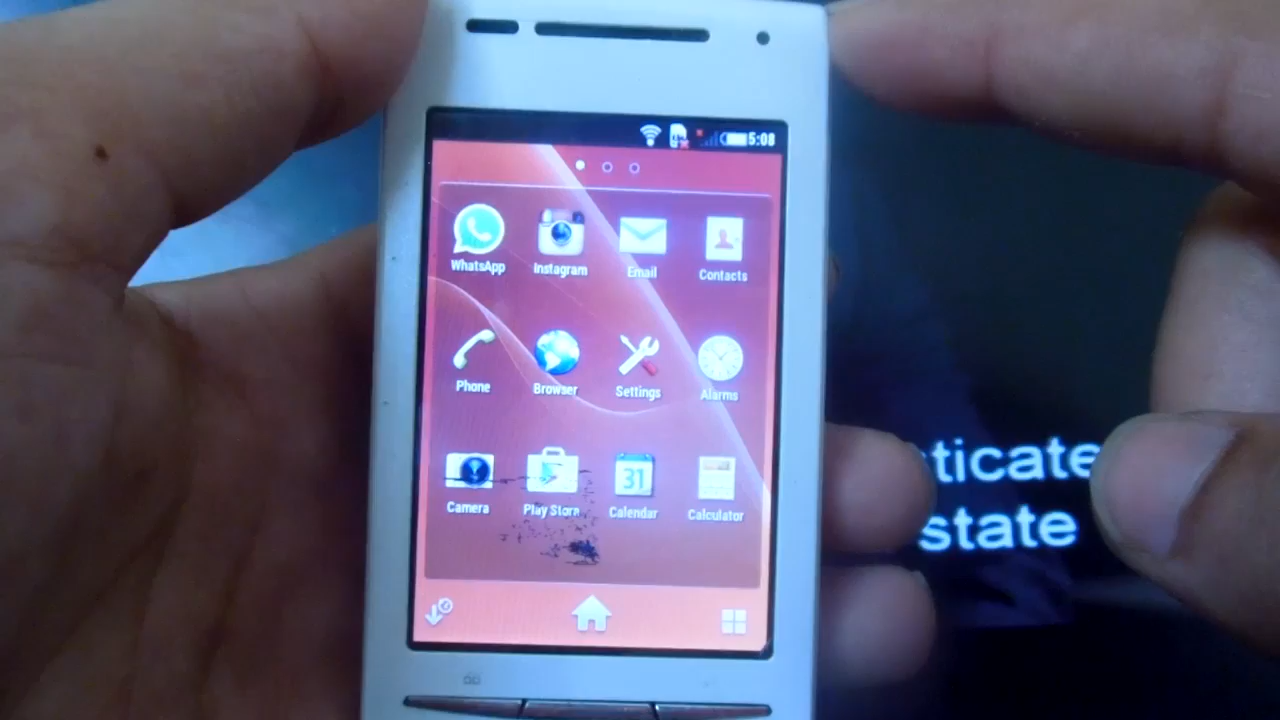 5:08
WhatsApp
Instagram
Email
Contacts
Phone
Browser
Settings
Alarms
Camera
Play Store
31
Calendar
Calculator
ticate
state